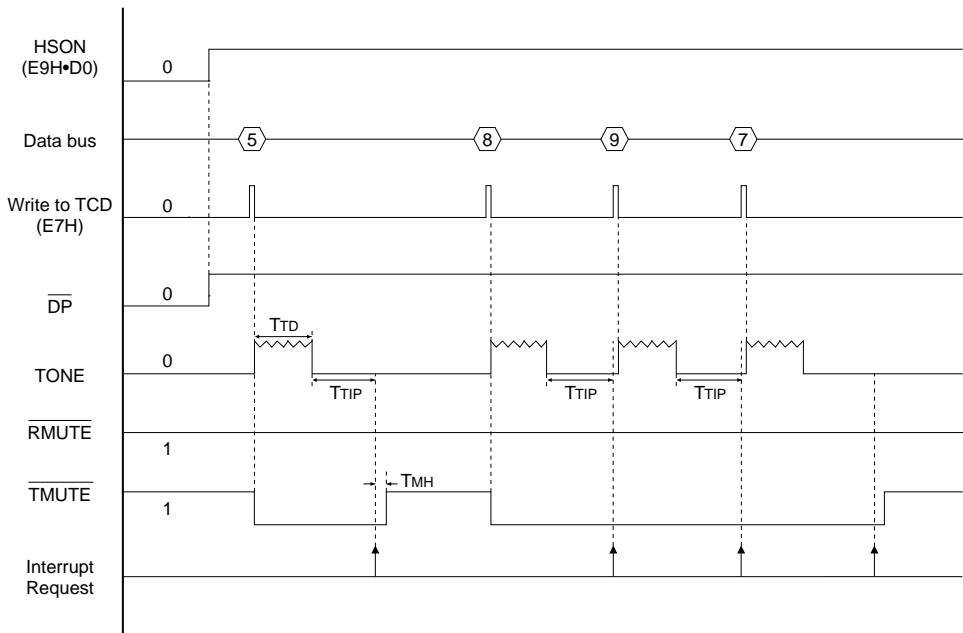 HSON
(E9H•D0)
0
Data bus
5
8
9
7
Write to TCD
(E7H)
0
DP
0
TTD
TONE
0
TTIP
TTIP
TTIP
RMUTE
1
TMH
TMUTE
1
Interrupt
Request